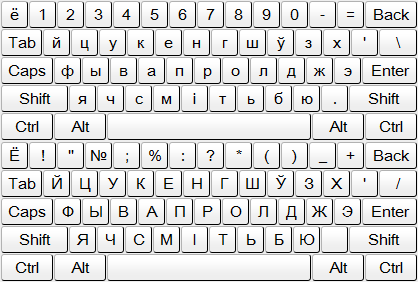 ё 1 2 3 4 5 6 7 8 9 0 - = Back
Tab й ц у к е н г ш ў з х ' \
Caps ф ы в а п р о л д ж э Enter
Shift я ч с м і т ь б ю . Shift
Ctrl Alt Alt Ctrl
Ё ! " № ; % : ? * ( ) _ + Back
Tab Й Ц У К Е Н Г Ш Ў З Х ' /
Caps Ф Ы В А П Р О Л Д Ж Э Enter
Shift Я Ч С М І Т Ь Б Ю Shift
Ctrl Alt Alt Ctrl